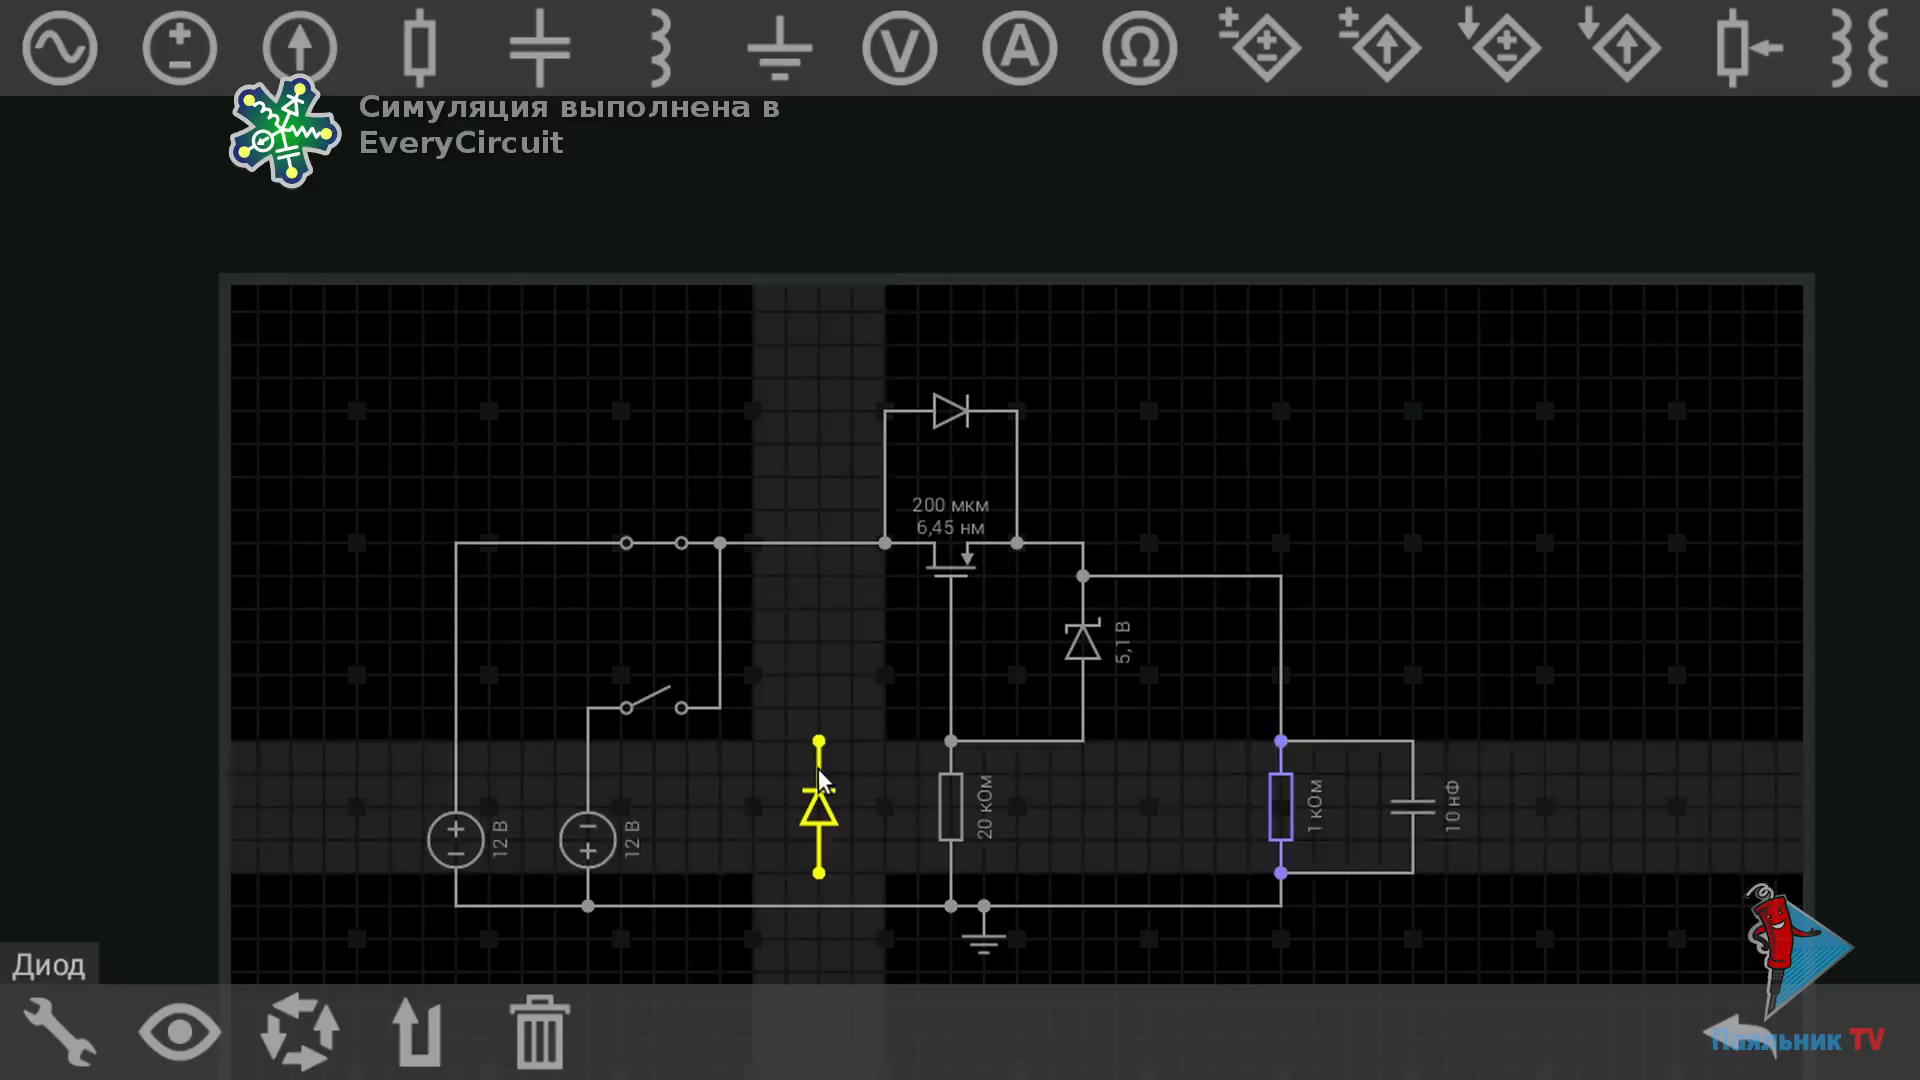 V A Ω
Симуляция выполнена в
EveryCircuit
200 мкм
6,45 нм
5,1 В
12 В
12 В
20 кОм
1 кОм
10 нФ
Диод
Паяльник TV